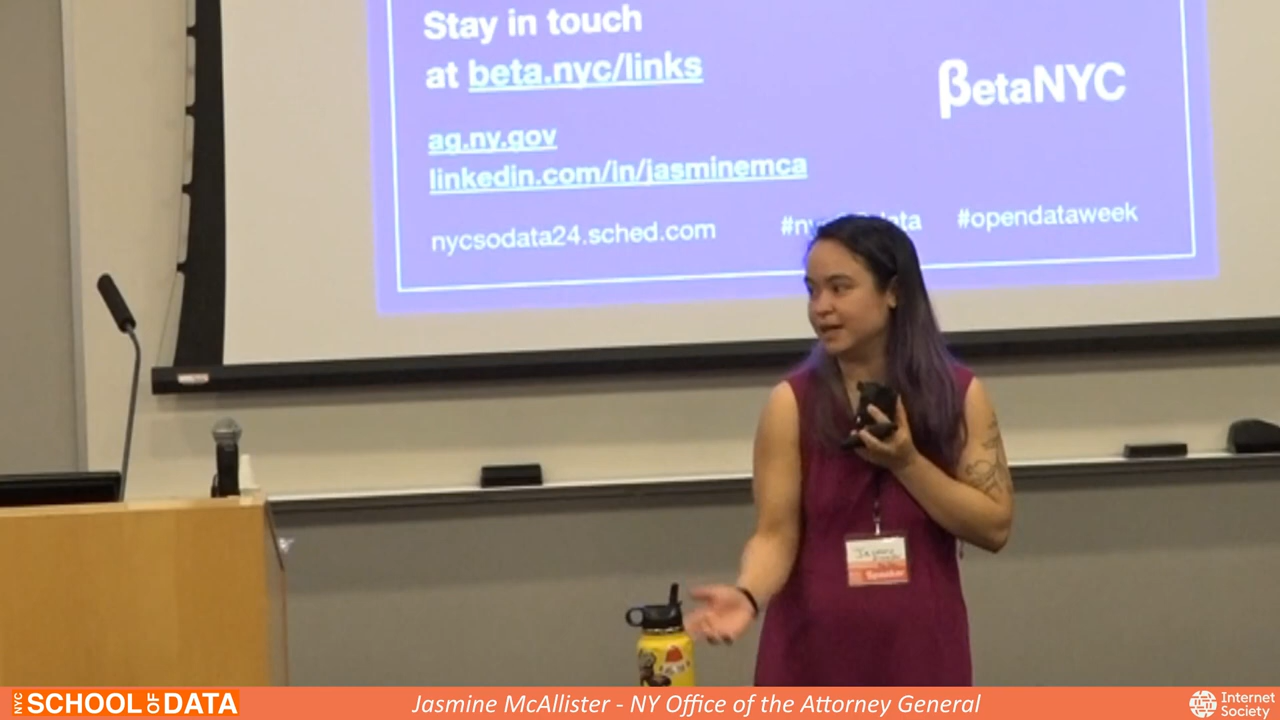 Stay in touch
at beta.nyc/links
βetaNYC
ag.ny.gov
linkedin.com/in/jasminemca
nycsodata24.sched.com
#opendataweek
Speaker
NYC SCHOOL OF DATA
Jasmine McAllister - NY Office of the Attorney General
Internet
Society